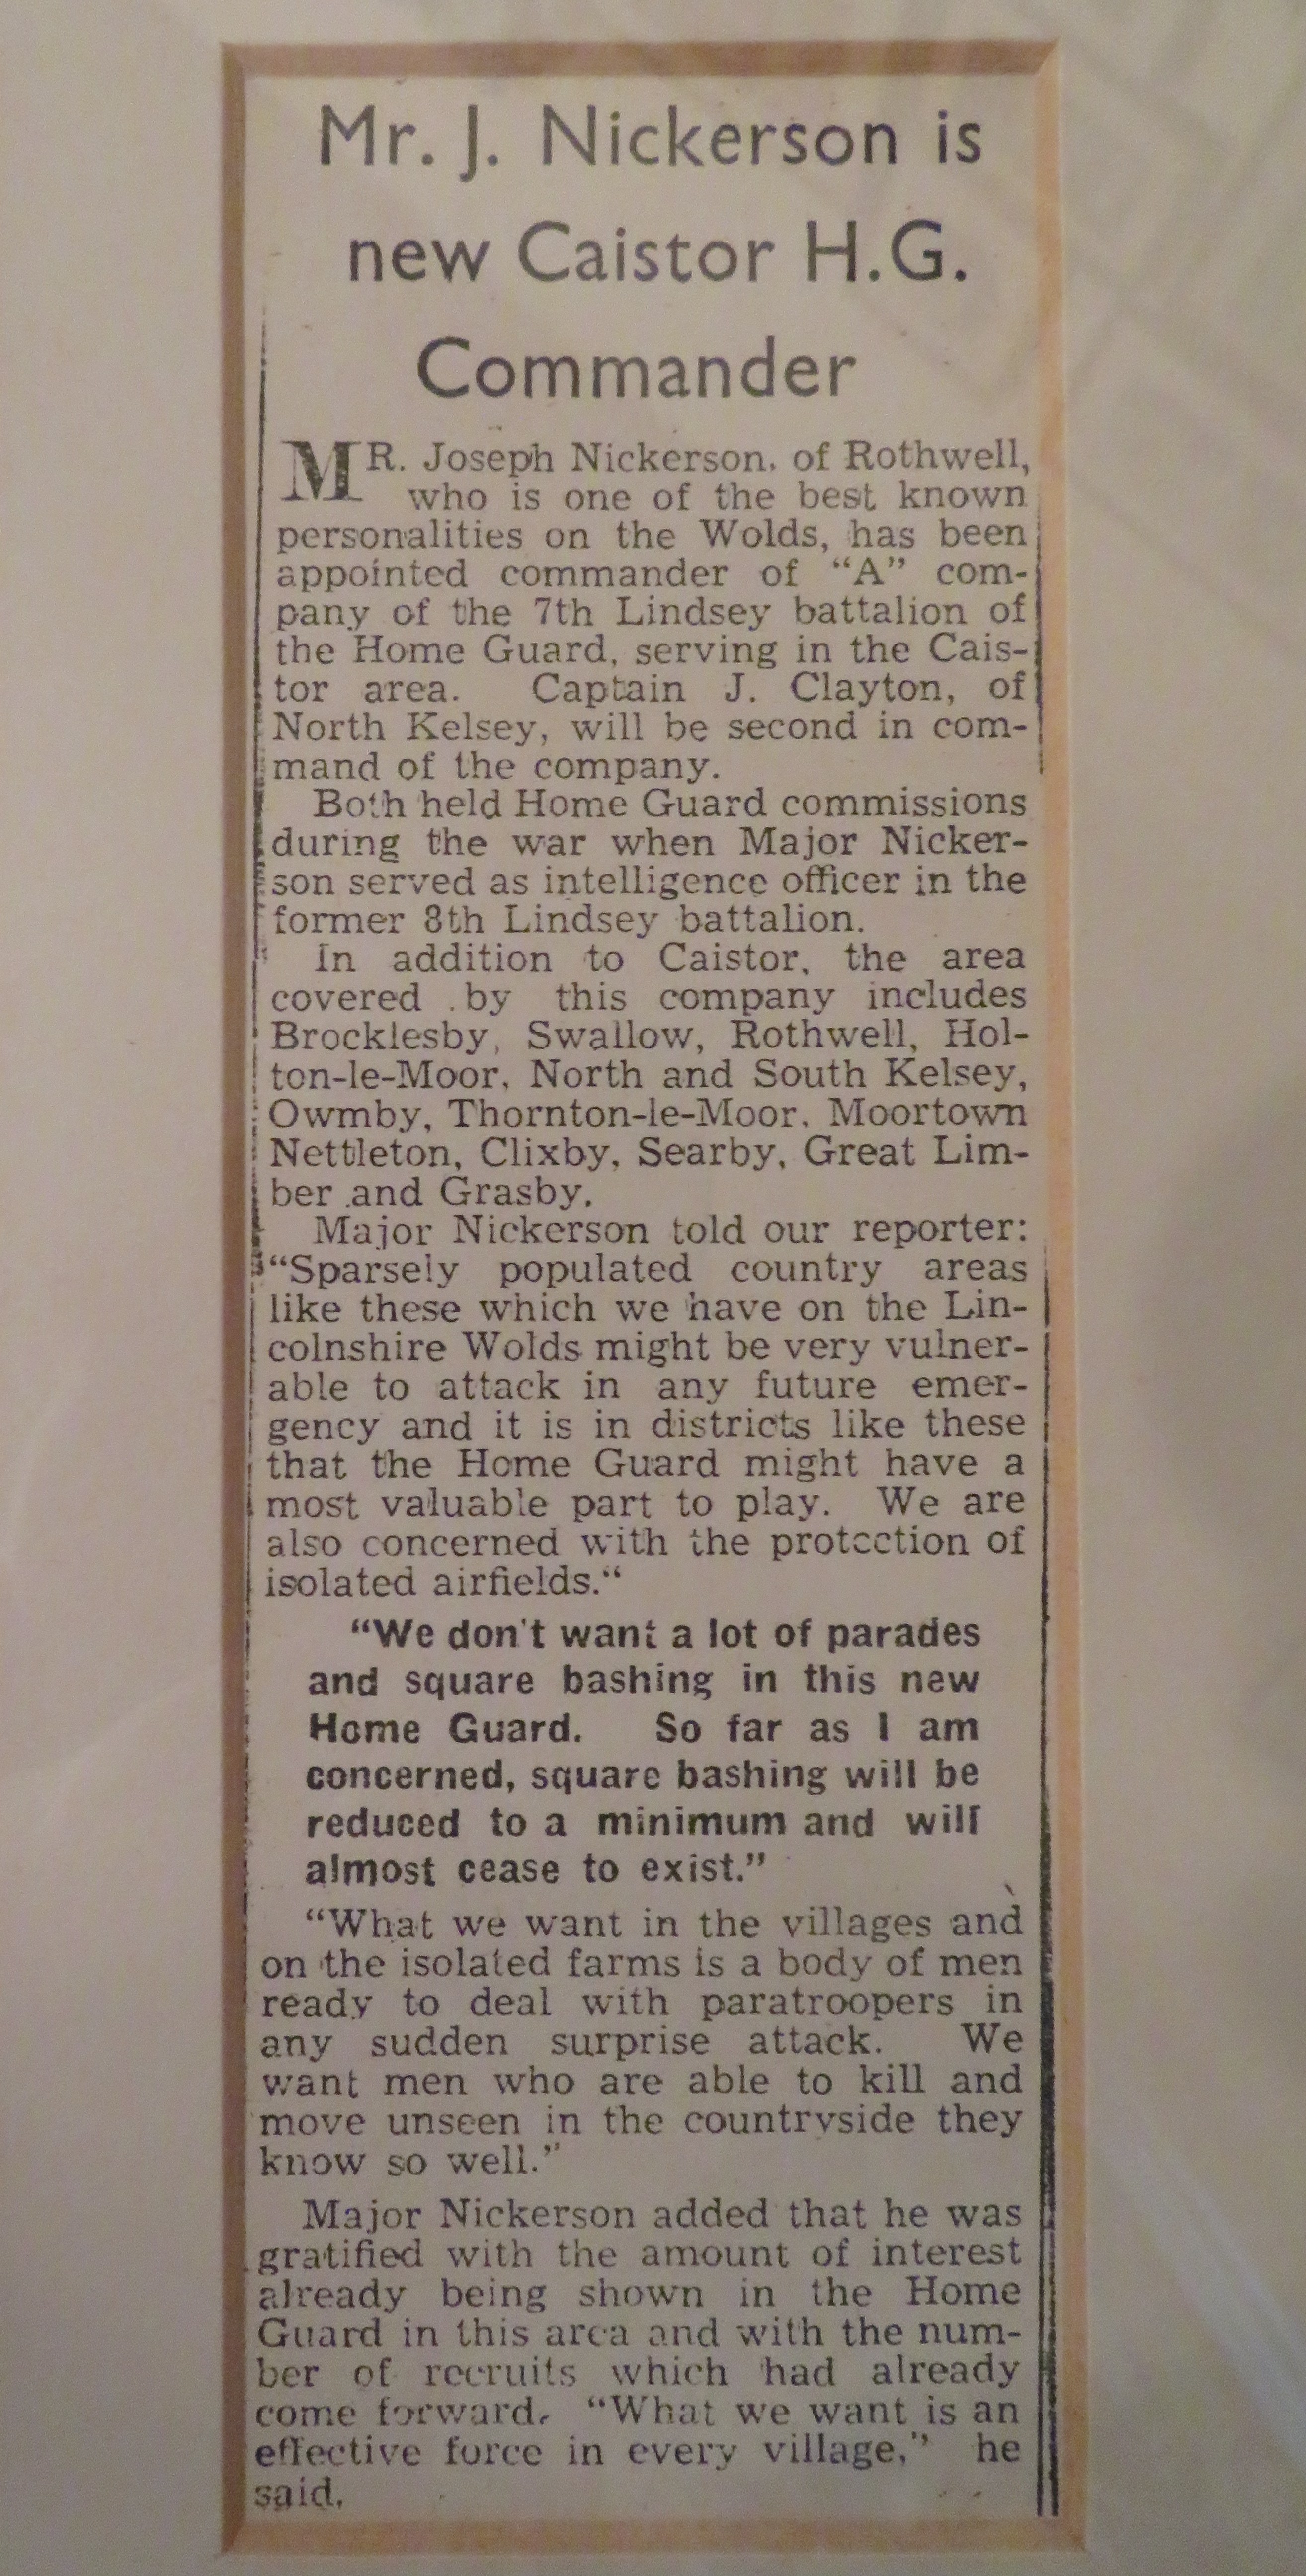 Mr. J. Nickerson is
new Caistor H.G.
Commander
MR. Joseph Nickerson, of Rothwell,
who is one of the best known
personalities on the Wolds, has been
appointed commander of “A” com-
pany of the 7th Lindsey battalion of
the Home Guard, serving in the Cais-
tor area. Captain J. Clayton, of
North Kelsey, will be second in com-
mand of the company.
Both held Home Guard commissions
during the war when Major Nicker-
son served as intelligence officer in the
former 8th Lindsey battalion.
In addition to Caistor, the area
covered by this company includes
Brocklesby, Swallow, Rothwell, Hol-
ton-le-Moor, North and South Kelsey,
Owmby, Thornton-le-Moor, Moortown
Nettleton, Clixby, Searby, Great Lim-
ber and Grasby.
Major Nickerson told our reporter:
“Sparsely populated country areas
like these which we have on the Lin-
colnshire Wolds might be very vulner-
able to attack in any future emer-
gency and it is in districts like these
that the Home Guard might have a
most valuable part to play. We are
also concerned with the protection of
isolated airfields.“
“We don't want a lot of parades
and square bashing in this new
Home Guard. So far as I am
concerned, square bashing will be
reduced to a minimum and will
almost cease to exist.”
“What we want in the villages and
on the isolated farms is a body of men
ready to deal with paratroopers in
any sudden surprise attack. We
want men who are able to kill and
move unseen in the countryside they
know so well.”
Major Nickerson added that he was
gratified with the amount of interest
already being shown in the Home
Guard in this area and with the num-
ber of recruits which had already
come forward. “What we want is an
effective force in every village,” he
said.